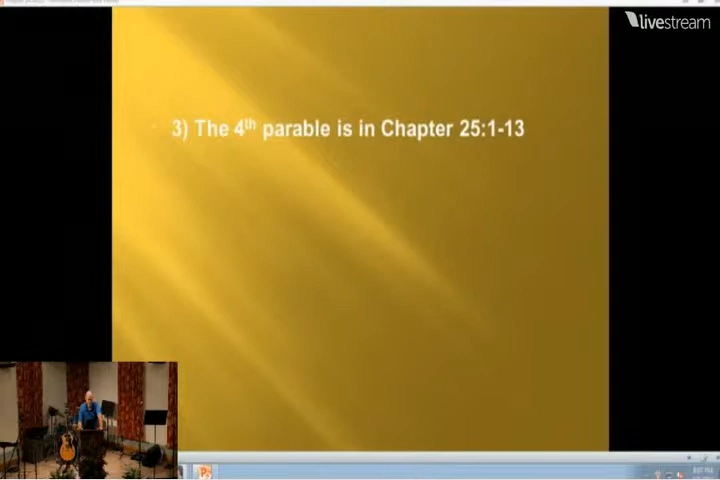 livestream
3) The 4th parable is in Chapter 25:1-13